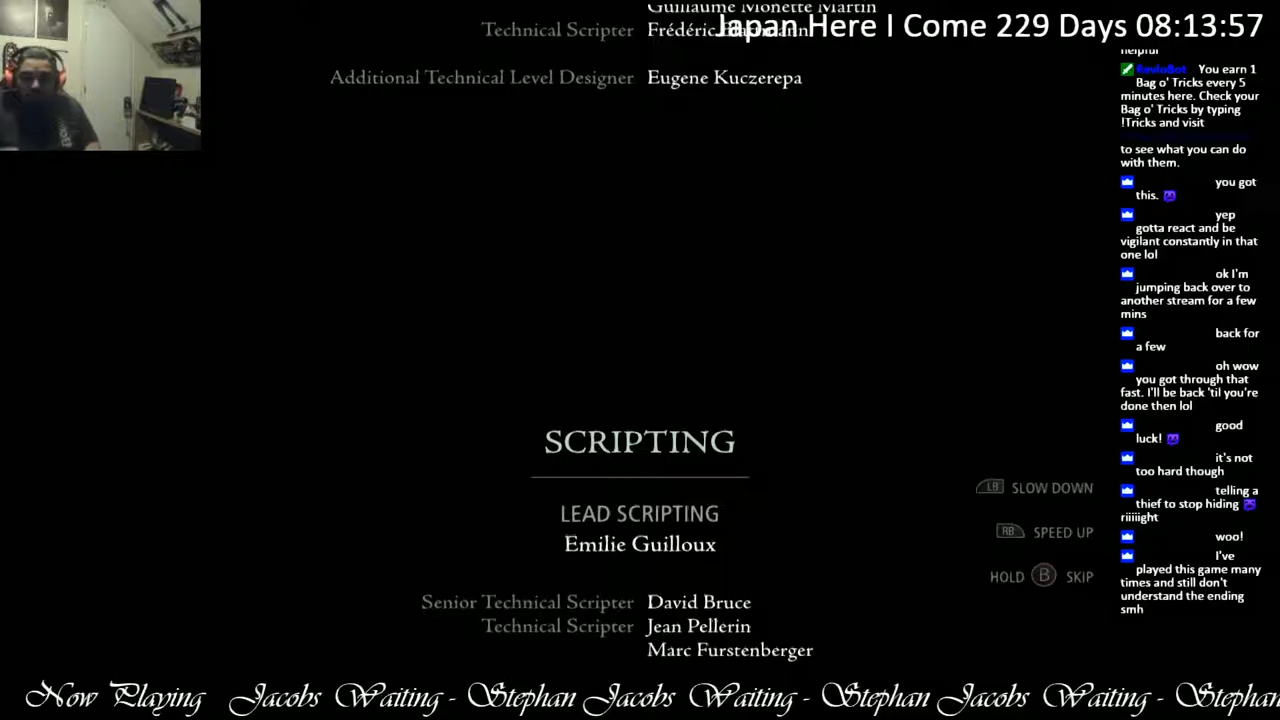 Guillaume Monette Martin
Japan Here I Come 229 Days 08:13:57
Technical Scripter Frédéric
Additional Technical Level Designer Eugene Kuczerepa
SCRIPTING
LEAD SCRIPTING
Emilie Guilloux
Senior Technical Scripter David Bruce
Technical Scripter Jean Pellerin
Marc Furstenberger
LB SLOW DOWN
RB SPEED UP
HOLD B SKIP
helpful
RevloBot You earn 1
Bag o' Tricks every 5
minutes here. Check your
Bag o' Tricks by typing
!Tricks and visit
to see what you can do
with them.
you got
this.
yep
gotta react and be
vigilant constantly in that
one lol
ok I'm
jumping back over to
another stream for a few
mins
back for
a few
oh wow
you got through that
fast. I'll be back 'til you're
done then lol
good
luck!
it's not
too hard though
telling a
thief to stop hiding
riiiiight
woo!
I've
played this game many
times and still don't
understand the ending
smh
Now Playing Jacobs Waiting - Stephan Jacobs Waiting - Stephan Jacobs Waiting - Stephan